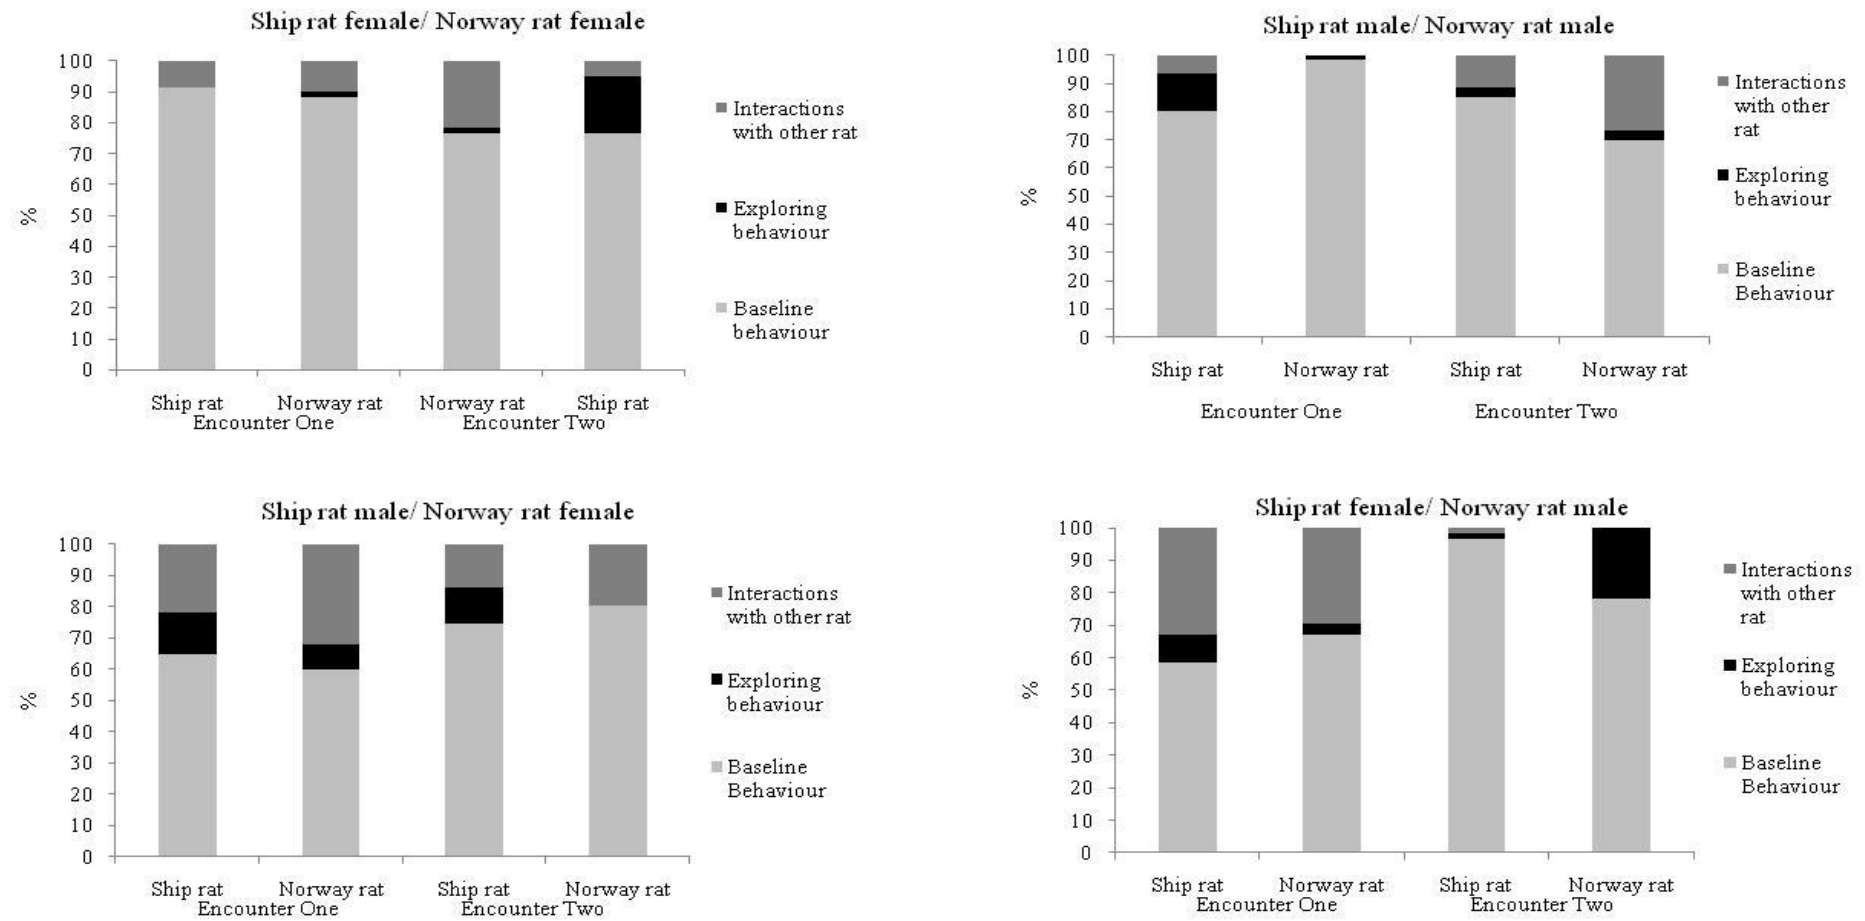 Ship rat female/ Norway rat female
100
90
80
70
60
50
40
30
20
10
0
%
Ship rat Norway rat Norway rat Ship rat
Encounter One Encounter Two
Interactions
with other rat
Exploring
behaviour
Baseline
behaviour
Ship rat male/ Norway rat male
100
90
80
70
60
50
40
30
20
10
0
%
Ship rat Norway rat Ship rat Norway rat
Encounter One Encounter Two
Interactions
with other
rat
Exploring
behaviour
Baseline
Behaviour
Ship rat male/ Norway rat female
100
90
80
70
60
50
40
30
20
10
0
%
Ship rat Norway rat Ship rat Norway rat
Encounter One Encounter Two
Interactions
with other rat
Exploring
behaviour
Baseline
Behaviour
Ship rat female/ Norway rat male
100
90
80
70
60
50
40
30
20
10
0
%
Ship rat Norway rat Ship rat Norway rat
Encounter One Encounter Two
Interactions
with other
rat
Exploring
behaviour
Baseline
Behaviour